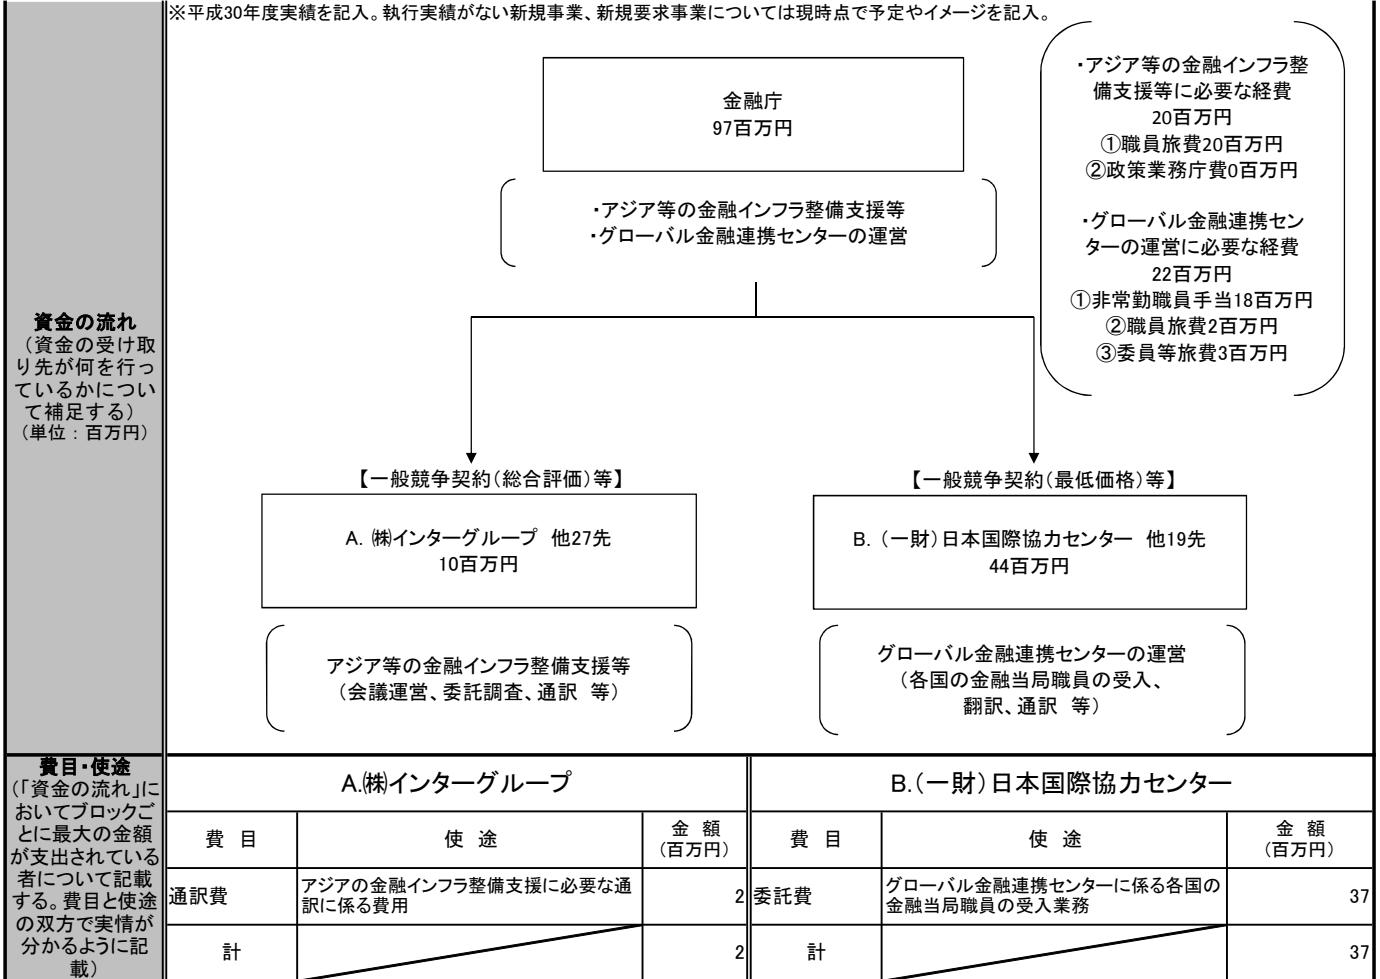 ※平成30年度実績を記入。執行実績がない新規事業、新規要求事業については現時点で予定やイメージを記入。
金融庁
97百万円
・アジア等の金融インフラ整備支援等
・グローバル金融連携センターの運営
・アジア等の金融インフラ整
備支援等に必要な経費
20百万円
①職員旅費20百万円
②政策業務庁費0百万円
・グローバル金融連携セン
ターの運営に必要な経費
22百万円
①非常勤職員手当18百万円
②職員旅費2百万円
③委員等旅費3百万円
資金の流れ
（資金の受け取
り先が何を行っ
ているかについ
て補足する）
（単位：百万円）
【一般競争契約（総合評価）等】
A. ㈱インターグループ 他27先
10百万円
アジア等の金融インフラ整備支援等
（会議運営、委託調査、通訳 等）
【一般競争契約（最低価格）等】
B. （一財）日本国際協力センター 他19先
44百万円
グローバル金融連携センターの運営
（各国の金融当局職員の受入、
翻訳、通訳 等）
費目・使途
（「資金の流れ」に
おいてブロックご
とに最大の金額
が支出されている
者について記載
する。費目と使途
の双方で実情が
分かるように記
載）
A.㈱インターグループ
B.（一財）日本国際協力センター
費 目
使 途
金 額
（百万円）
費 目
使 途
金 額
（百万円）
通訳費
アジアの金融インフラ整備支援に必要な通
訳に係る費用
2
委託費
グローバル金融連携センターに係る各国の
金融当局職員の受入業務
37
計
2
計
37